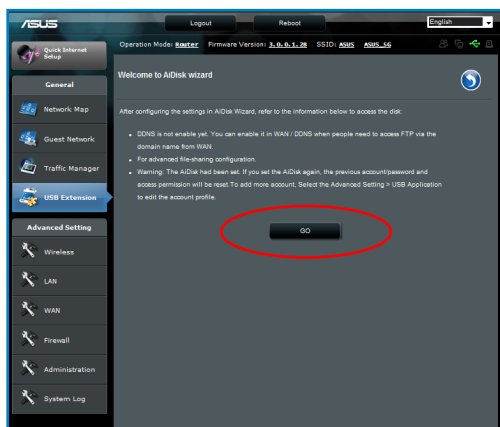 ASUS
Logout
Reboot
English
Quick Internet
Setup
Operation Mode: Router Firmware Version: 3.0.0.1.28 SSID: ASUS ASUS_5G
General
Network Map
Guest Network
Traffic Manager
USB Extension
Advanced Setting
Wireless
LAN
WAN
Firewall
Administration
System Log
Welcome to AiDisk wizard
After configuring the settings in AiDisk Wizard, refer to the information below to access the disk:
DDNS is not enable yet. You can enable it in WAN / DDNS when people need to access FTP via the
domain name from WAN.
For advanced file-sharing configuration.
Warning: The AiDisk had been set. If you set the AiDisk again, the previous account/password and
access permission will be reset.To add more account, Select the Advanced Setting > USB Application
to edit the account profile.
GO